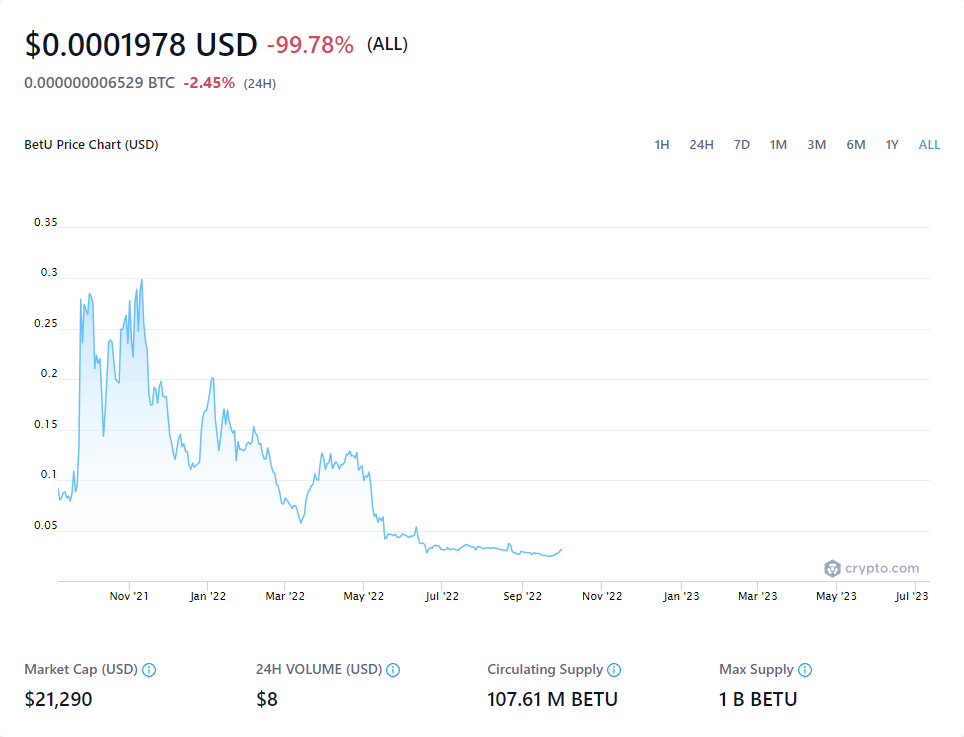 $0.0001978 USD -99.78% (ALL)
0.000000006529 BTC -2.45% (24H)
BetU Price Chart (USD) 1H 24H 7D 1M 3M 6M 1Y ALL
0.35
0.3
0.25
0.2
0.15
0.1
0.05
crypto.com
Nov '21 Jan '22 Mar '22 May '22 Jul '22 Sep '22 Nov '22 Jan '23 Mar '23 May '23 Jul '23
Market Cap (USD) 24H VOLUME (USD) Circulating Supply Max Supply
$21,290 $8 107.61 M BETU 1 B BETU